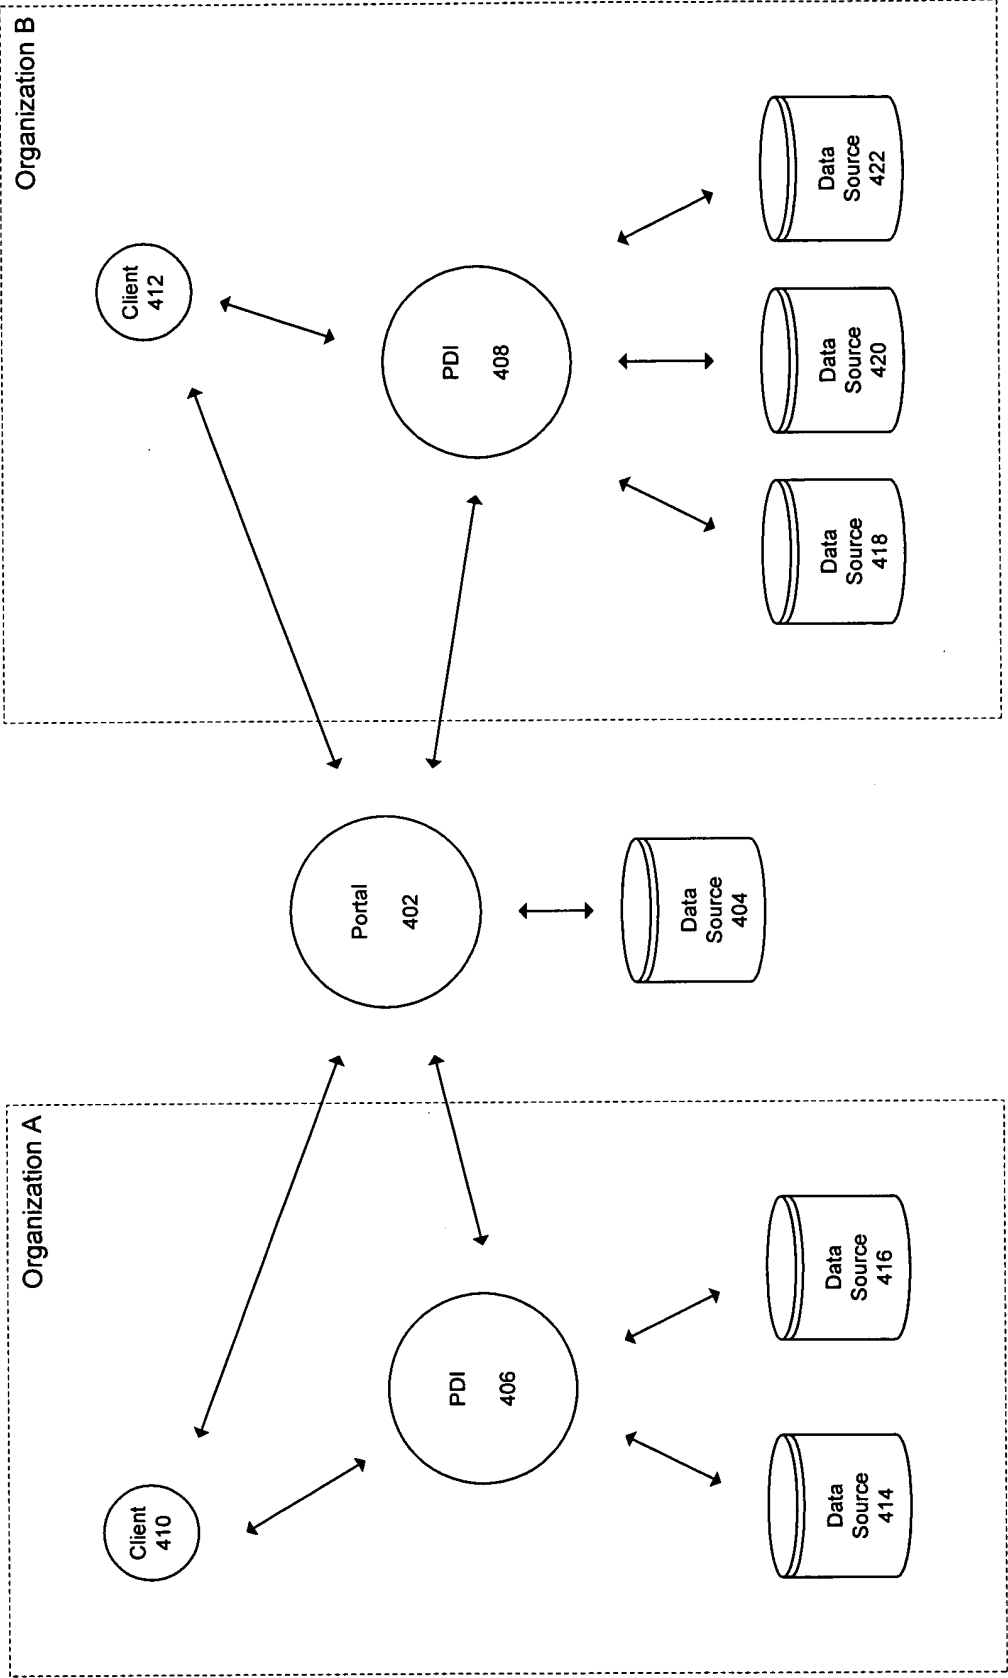 Organization A
Organization B
Client
410
Client
412
Portal
402
PDI
406
PDI
408
Data
Source
404
Data
Source
414
Data
Source
416
Data
Source
418
Data
Source
420
Data
Source
422